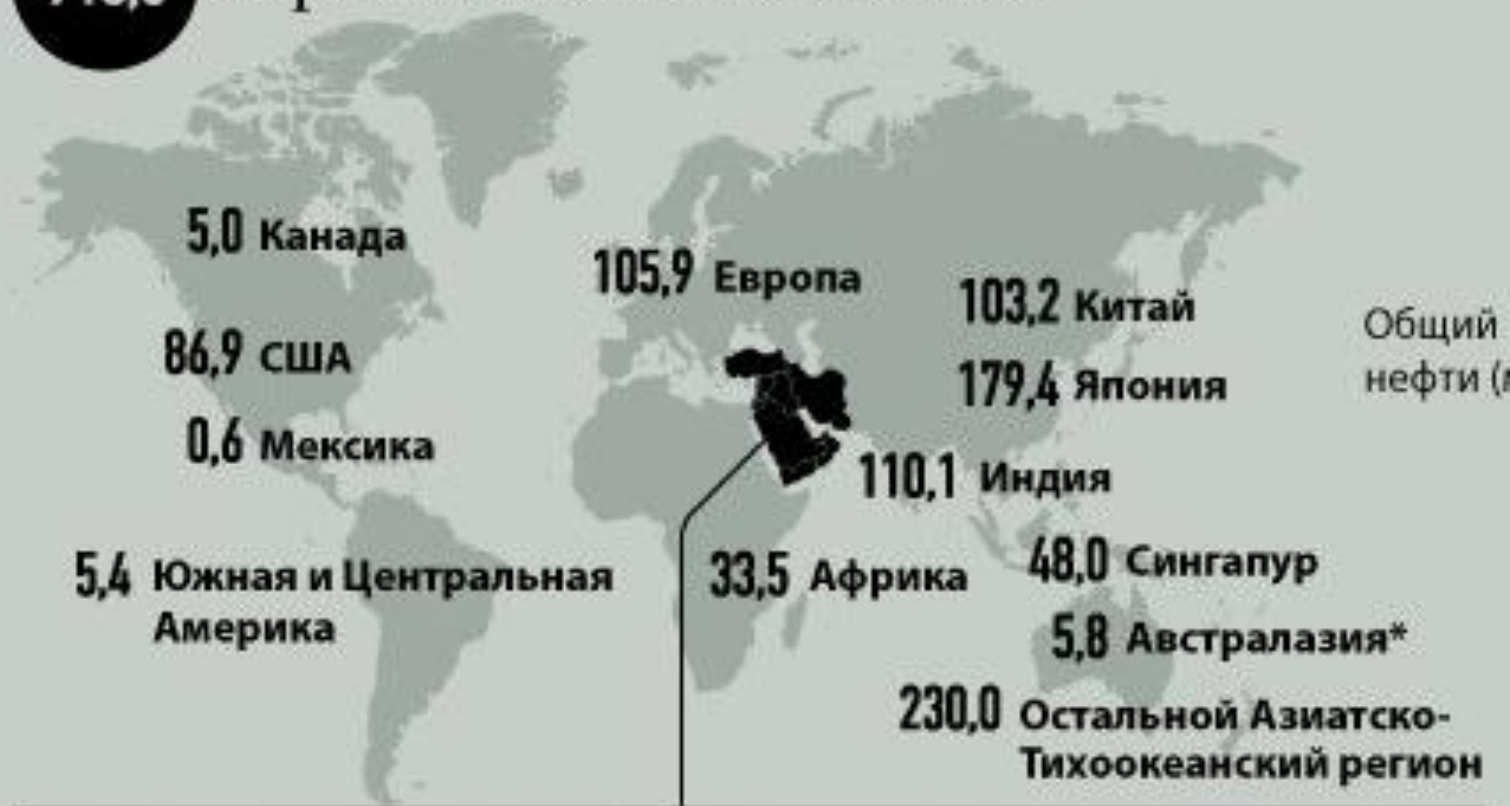 5,0 Канада
105,9 Европа
103,2 Китай
86,9 США
179,4 Япония
Общий
нефти (
0,6 Мексика
110,1 Индия
5,4 Южная и Центральная
Америка
33,5 Африка
48,0 Сингапур
5,8 Австралазия*
230,0 Остальной Азиатско-
Тихоокеанский регион